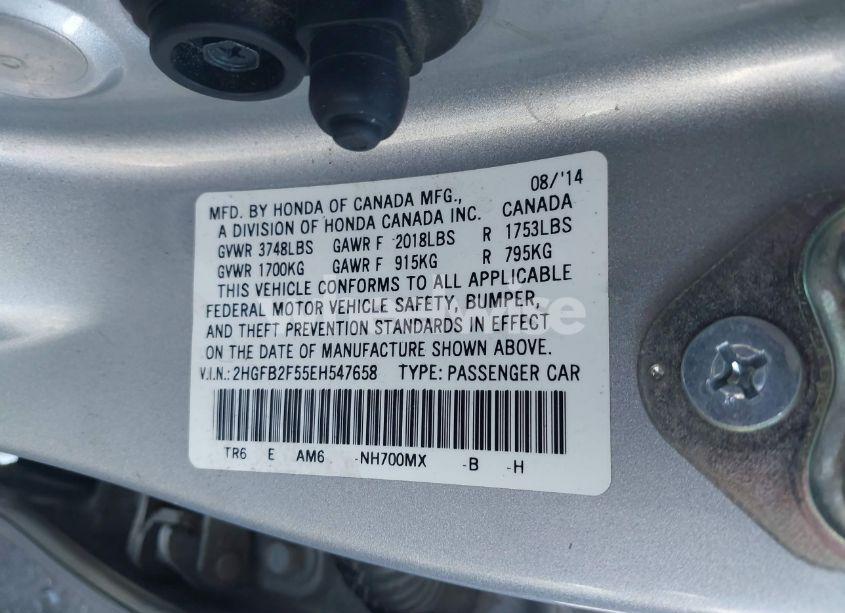 08/'14
MFD. BY HONDA OF CANADA MFG.,
A DIVISION OF HONDA CANADA INC. CANADA
GVWR 3748LBS GAWR F 2018LBS R 1753LBS
GVWR 1700KG GAWR F 915KG R 795KG
THIS VEHICLE CONFORMS TO ALL APPLICABLE
FEDERAL MOTOR VEHICLE SAFETY, BUMPER,
AND THEFT PREVENTION STANDARDS IN EFFECT
ON THE DATE OF MANUFACTURE SHOWN ABOVE.
V.I.N.: 2HGFB2F55EH547658 TYPE: PASSENGER CAR
TR6 E AM6 -NH700MX -B -H